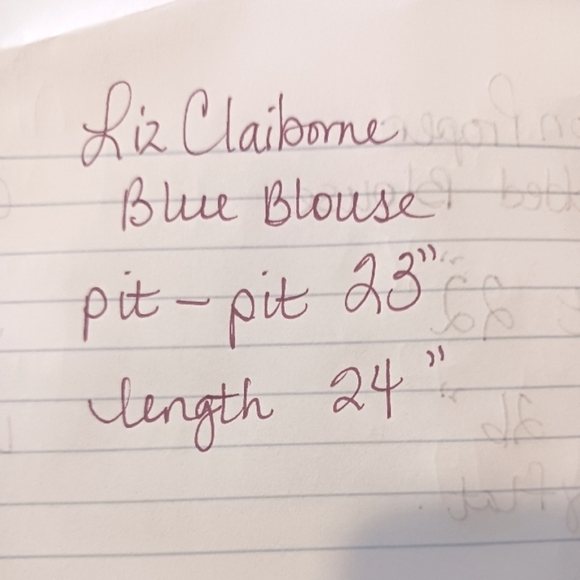 Liz Claiborne
Blue Blouse
pit - pit 23"
length 24"